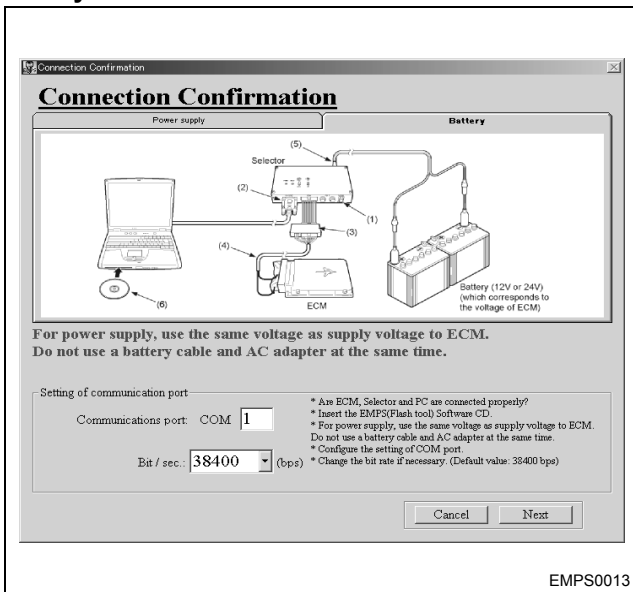 Connection Confirmation
Connection Confirmation
Power supply
Battery
(5)
Selector
(2)
(1)
(3)
(4)
ECM
(6)
Battery (12V or 24V)
(which corresponds to
the voltage of ECM)
For power supply, use the same voltage as supply voltage to ECM.
Do not use a battery cable and AC adapter at the same time.
Setting of communication port
Communications port: COM 1
Bit / sec.: 38400 (bps)
* Are ECM, Selector and PC are connected properly?
* Insert the EMPS(Flash tool) Software CD.
* For power supply, use the same voltage as supply voltage to ECM.
Do not use a battery cable and AC adapter at the same time.
* Configure the setting of COM port.
* Change the bit rate if necessary. (Default value: 38400 bps)
Cancel
Next
EMPS0013